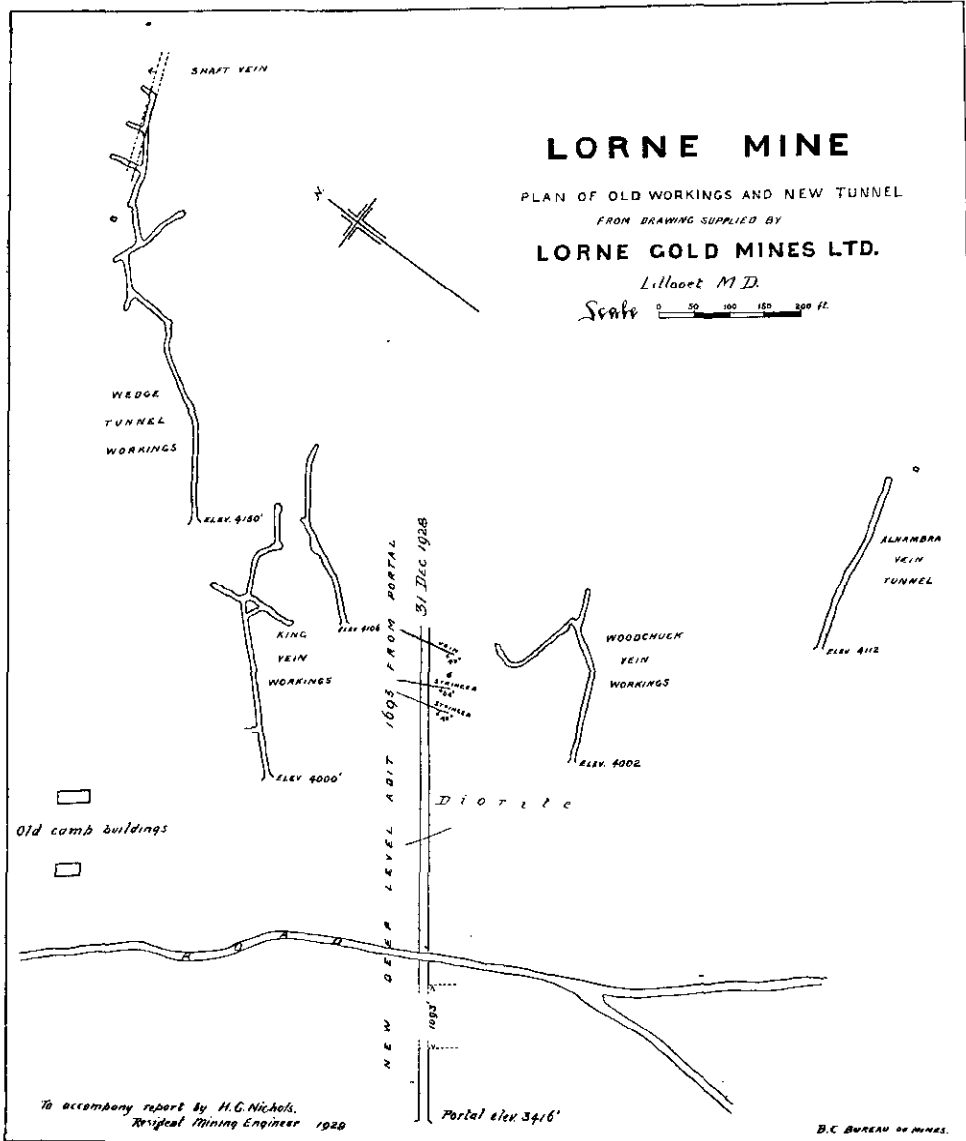 SHAFT VEIN
LORNE MINE
PLAN OF OLD WORKINGS AND NEW TUNNEL
FROM DRAWING SUPPLIED BY
LORNE GOLD MINES LTD.
Lillooet M D.
Scale 0 50 100 150 200 ft.
N
WEDGE
TUNNEL
WORKINGS
ELEV. 4150'
ALHAMBRA
VEIN
TUNNEL
ELEV 4112
31 DEC 1928
NEW DEEP LEVEL ADIT 1695 FROM PORTAL
ELEV 4106
KING
VEIN
WORKINGS
ELEV 4000'
VEIN
STRINGER
STRINGER
WOODCHUCK
VEIN
WORKINGS
ELEV. 4002
Diorite
Old camp buildings
ROAD
1093'
To accompany report by H.G. Nichols,
Resident Mining Engineer 1928
Portal elev. 3416'
B.C. BUREAU OF MINES.